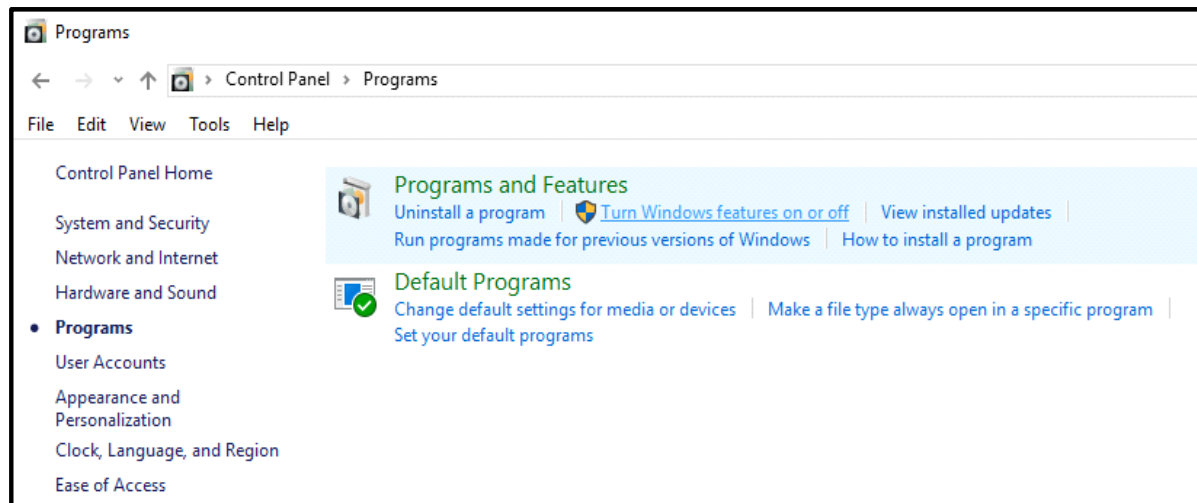 Programs
Control Panel > Programs
File Edit View Tools Help
Control Panel Home
System and Security
Network and Internet
Hardware and Sound
Programs
User Accounts
Appearance and
Personalization
Clock, Language, and Region
Ease of Access
Programs and Features
Uninstall a program Turn Windows features on or off View installed updates
Run programs made for previous versions of Windows How to install a program
Default Programs
Change default settings for media or devices Make a file type always open in a specific program
Set your default programs